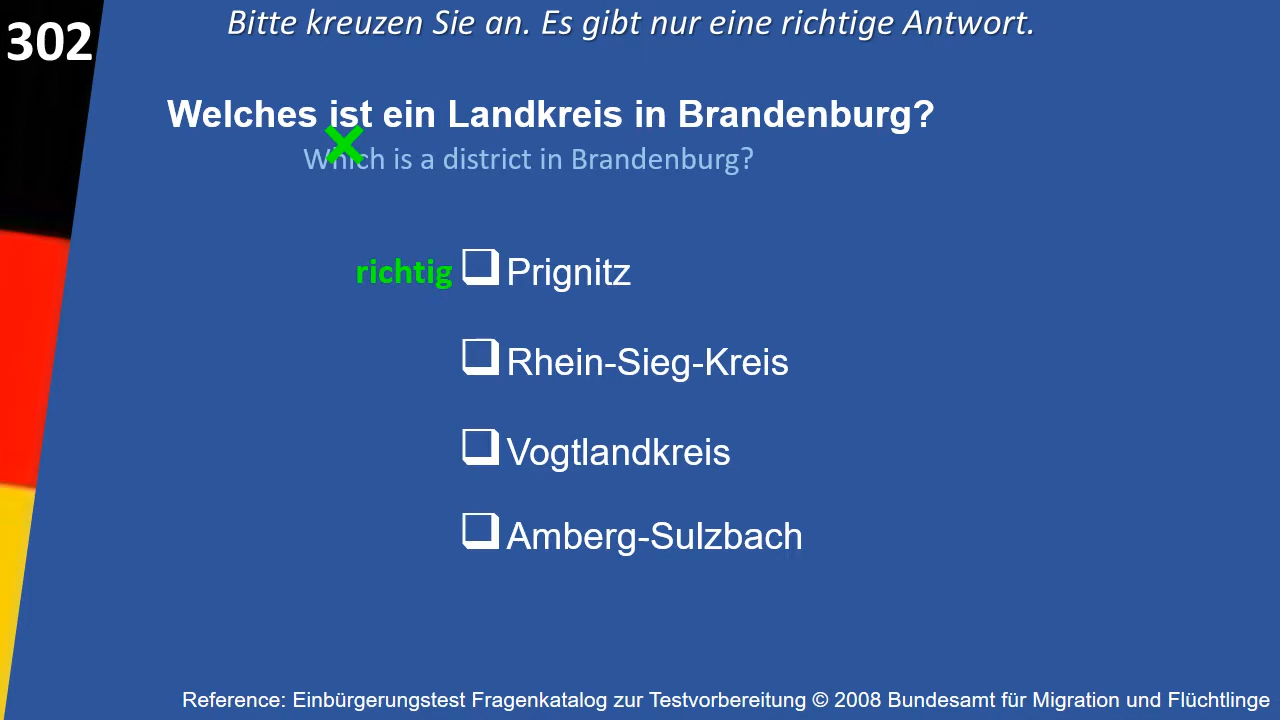 302
Bitte kreuzen Sie an. Es gibt nur eine richtige Antwort.
Welches ist ein Landkreis in Brandenburg?
Which is a district in Brandenburg?
richtig ❑ Prignitz
❑ Rhein-Sieg-Kreis
❑ Vogtlandkreis
❑ Amberg-Sulzbach
Reference: Einbürgerungstest Fragenkatalog zur Testvorbereitung © 2008 Bundesamt für Migration und Flüchtlinge